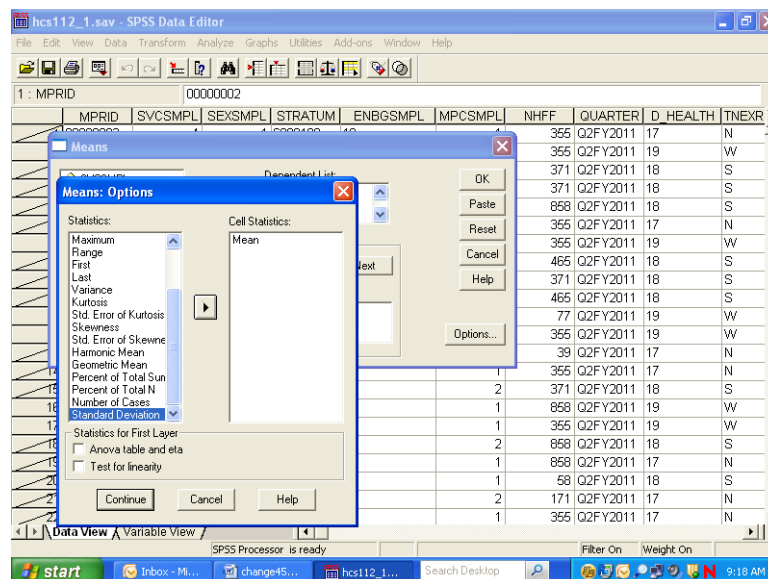 hcs112_1.sav - SPSS Data Editor
File Edit View Data Transform Analyze Graphs Utilities Add-ons Window Help
1 : MPRID 00000002
MPRID SVCSMPL SEXSMPL STRATUM ENBGSMPL MPCSMPL NHFF QUARTER D_HEALTH TNEXR
355 Q2FY2011 17 N
Means
355 Q2FY2011 19 W
Dependent List:
371 Q2FY2011 18 S
OK
Means: Options
371 Q2FY2011 18 S
Paste
858 Q2FY2011 18 S
Statistics: Cell Statistics:
Reset
355 Q2FY2011 17 N
Maximum Mean
355 Q2FY2011 19 W
Range
Cancel
First
Next
465 Q2FY2011 18 S
Last
Help
371 Q2FY2011 18 S
Variance
Kurtosis
465 Q2FY2011 18 S
Std. Error of Kurtosis
77 Q2FY2011 19 W
Skewness
Options...
355 Q2FY2011 19 W
Std. Error of Skewne
Harmonic Mean
39 Q2FY2011 17 N
Geometric Mean
Percent of Total Sun
1 355 Q2FY2011 17 N
Percent of Total N
15 2 371 Q2FY2011 18 S
Number of Cases
16 1 858 Q2FY2011 19 W
Standard Deviation
17 1 355 Q2FY2011 19 W
Statistics for First Layer
18 2 858 Q2FY2011 18 S
Anova table and eta
19 1 858 Q2FY2011 17 N
Test for linearity
20 1 58 Q2FY2011 18 S
Continue Cancel Help
2 171 Q2FY2011 17 N
22 1 355 Q2FY2011 17 N
Data View Variable View
SPSS Processor is ready Filter On Weight On
start Inbox - Mi... change45... hcs112_1... Search Desktop 9:18 AM